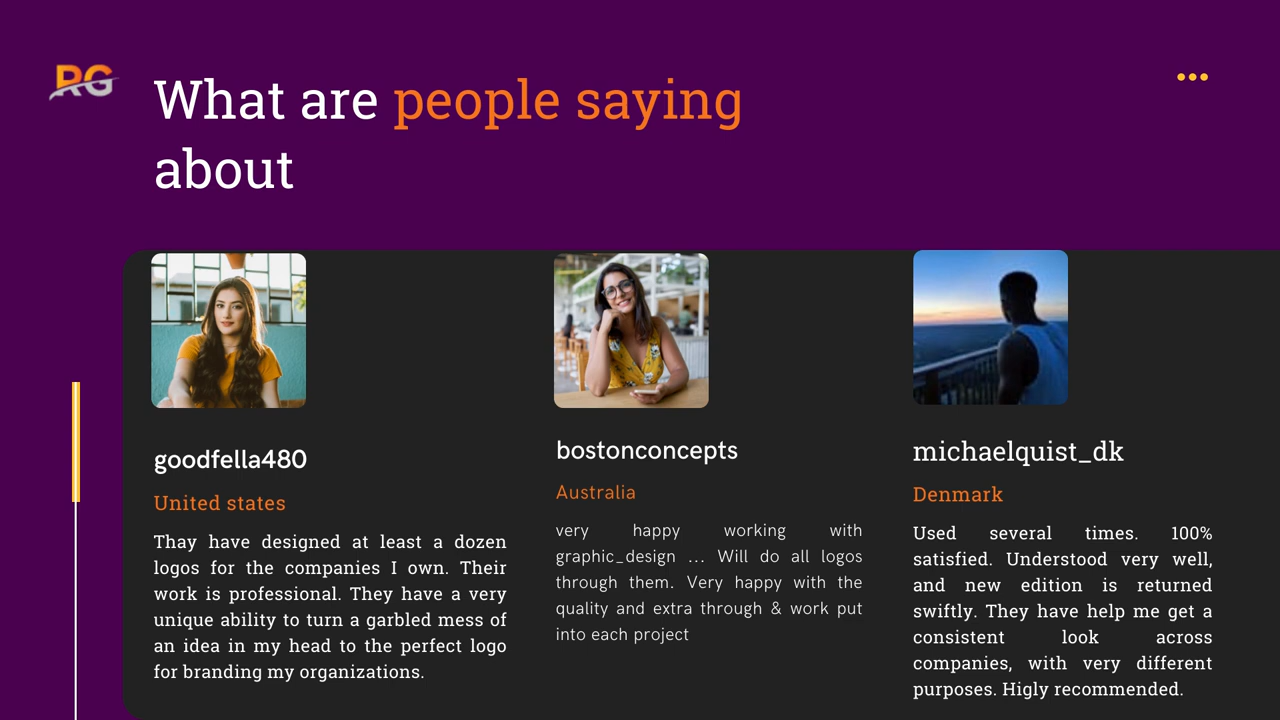 RG
What are people saying
about
goodfella480
United states
Thay have designed at least a dozen
logos for the companies I own. Their
work is professional. They have a very
unique ability to turn a garbled mess of
an idea in my head to the perfect logo
for branding my organizations.
bostonconcepts
Australia
very happy working with
graphic_design ... Will do all logos
through them. Very happy with the
quality and extra through & work put
into each project
michaelquist_dk
Denmark
Used several times. 100%
satisfied. Understood very well,
and new edition is returned
swiftly. They have help me get a
consistent look across
companies, with very different
purposes. Higly recommended.